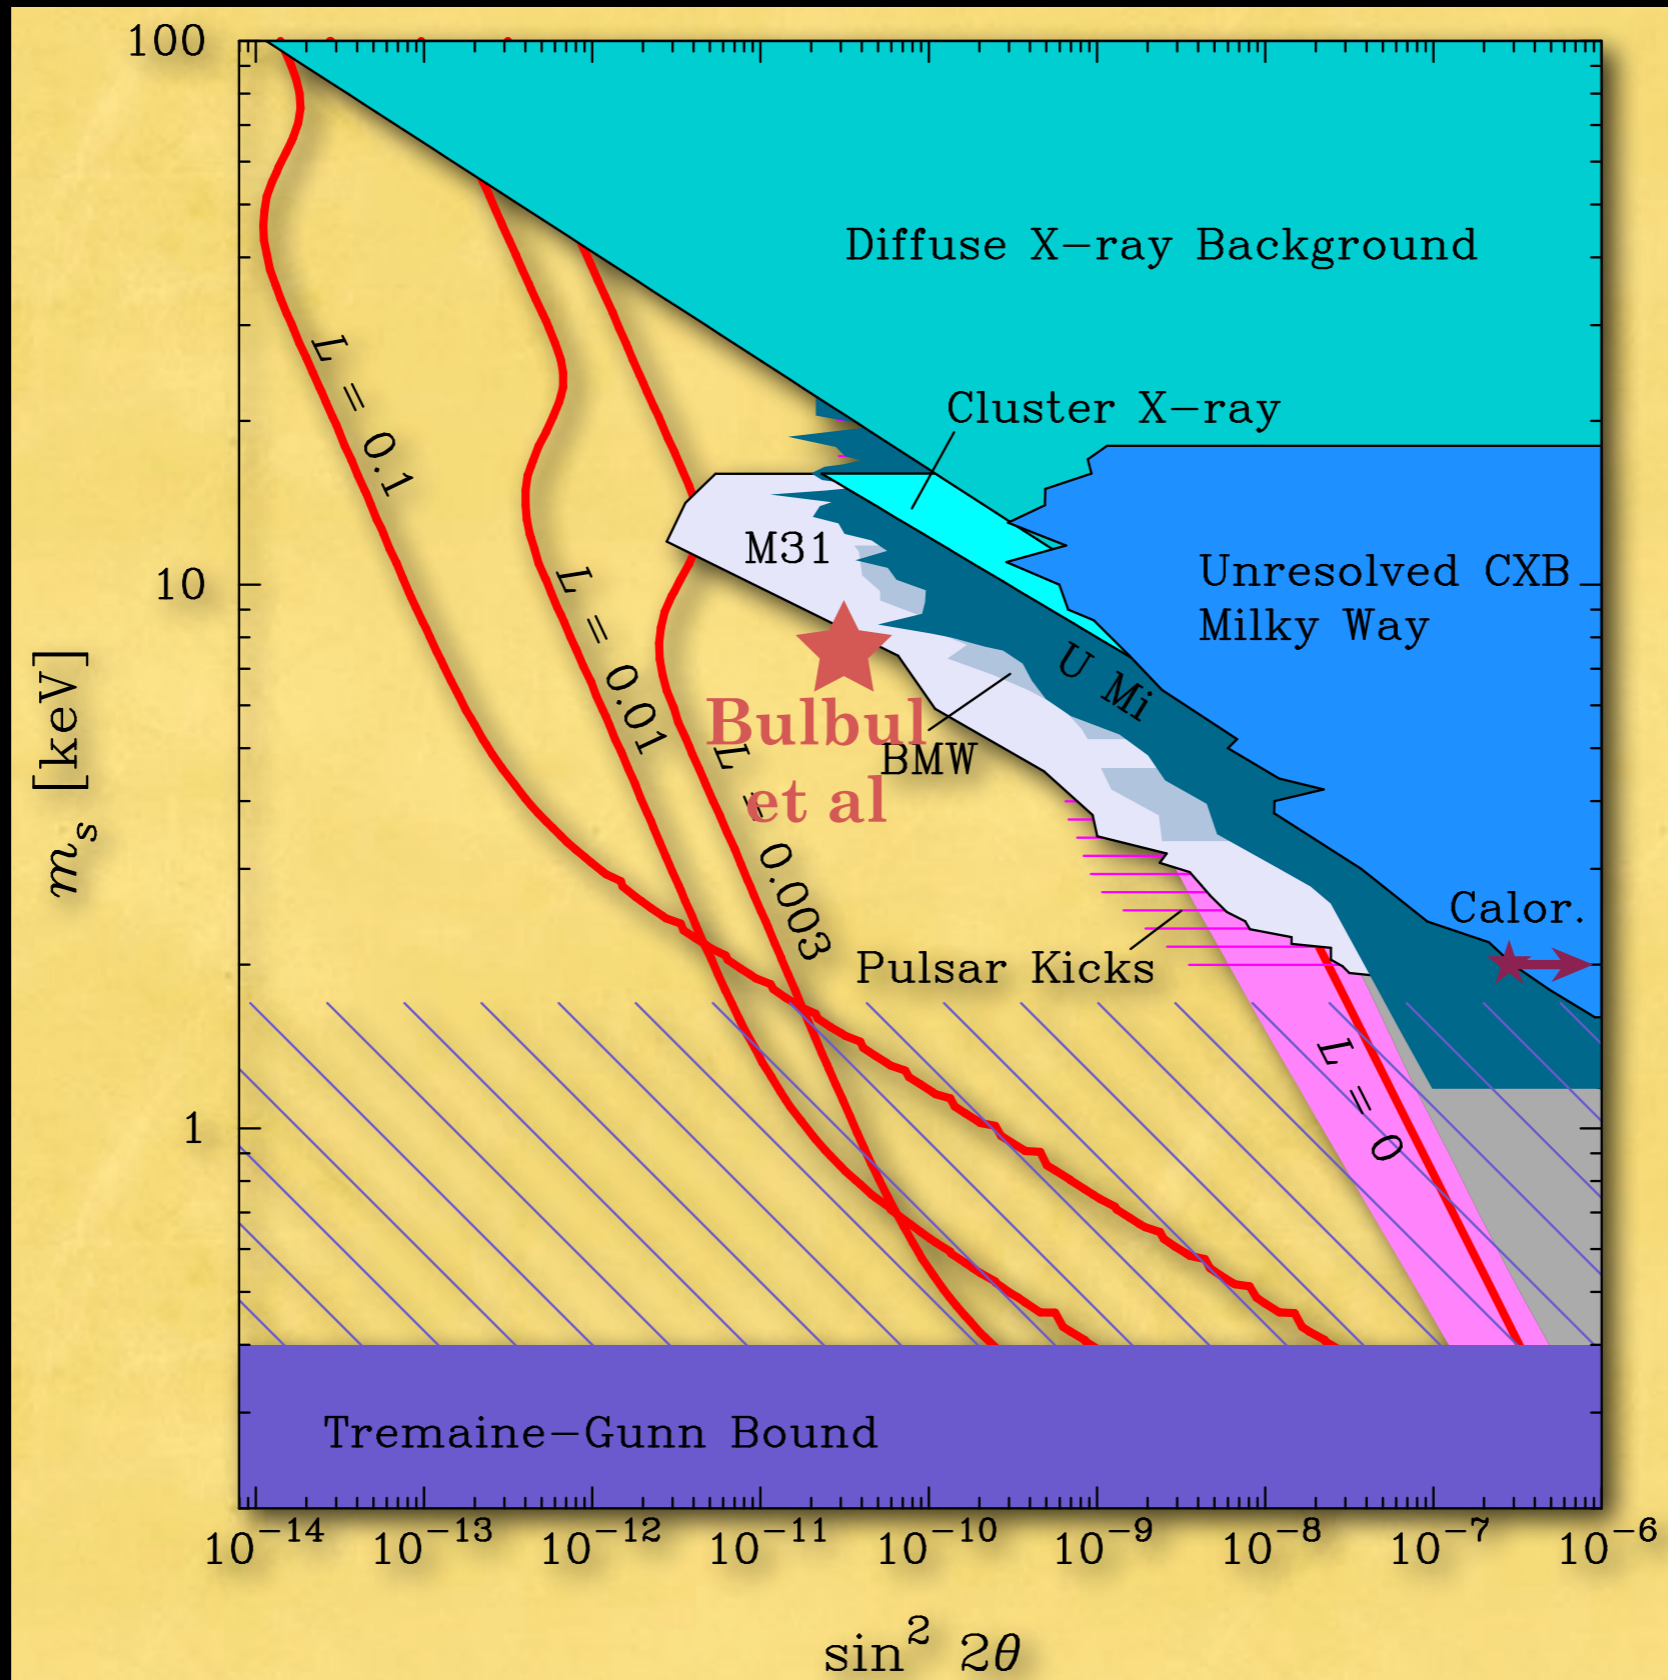 100
10
1
m_s [keV]
Diffuse X-ray Background
Cluster X-ray
M31
Unresolved CXB
Milky Way
U Mi
Bulbul
et al
BMW
Calor.
Pulsar Kicks
L = 0.1
L = 0.01
L = 0.003
L = 0
Tremaine-Gunn Bound
10⁻¹⁴ 10⁻¹³ 10⁻¹² 10⁻¹¹ 10⁻¹⁰ 10⁻⁹ 10⁻⁸ 10⁻⁷ 10⁻⁶
sin² 2θ